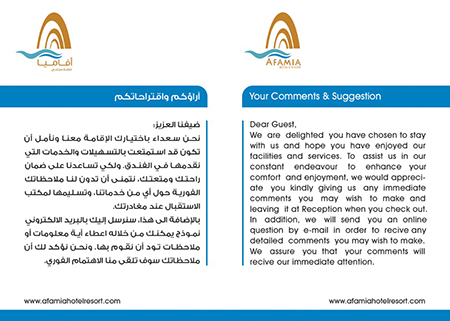 أفاميا
آراؤكم واقتراحاتكم
ضيفنا العزيز:
نحن سعداء باختيارك الإقامة معنا ونأمل أن
تكون قد استمتعت بالتسهيلات والخدمات التي
نقدمها في الفندق. ولكي تساعدنا على ضمان
راحتك ومتعتك، نتمنى أن تدون لنا ملاحظاتك
الفورية حول أي من خدماتنا، وتسليمها لمكتب
الاستقبال عند مغادرتك.
بالإضافة الى هذا، سنرسل إليك بالبريد الالكتروني
نموذج يمكنك من خلاله اعطاء أية معلومات أو
ملاحظات تود أن تقوم بها. ونحن نؤكد لك أن
ملاحظاتك سوف تلقى منا الاهتمام الفوري.
www.afamiahotelresort.com
AFAMIA
Your Comments & Suggestion
Dear Guest,
We are delighted you have chosen to stay
with us and hope you have enjoyed our
facilities and services. To assist us in our
constant endeavour to enhance your
comfort and enjoyment, we would appreci-
ate you kindly giving us any immediate
comments you may wish to make and
leaving it at Reception when you check out.
In addition, we will send you an online
question by e-mail in order to recive any
detailed comments you may wish to make.
We assure you that your comments will
recive our immediate attention.
www.afamiahotelresort.com